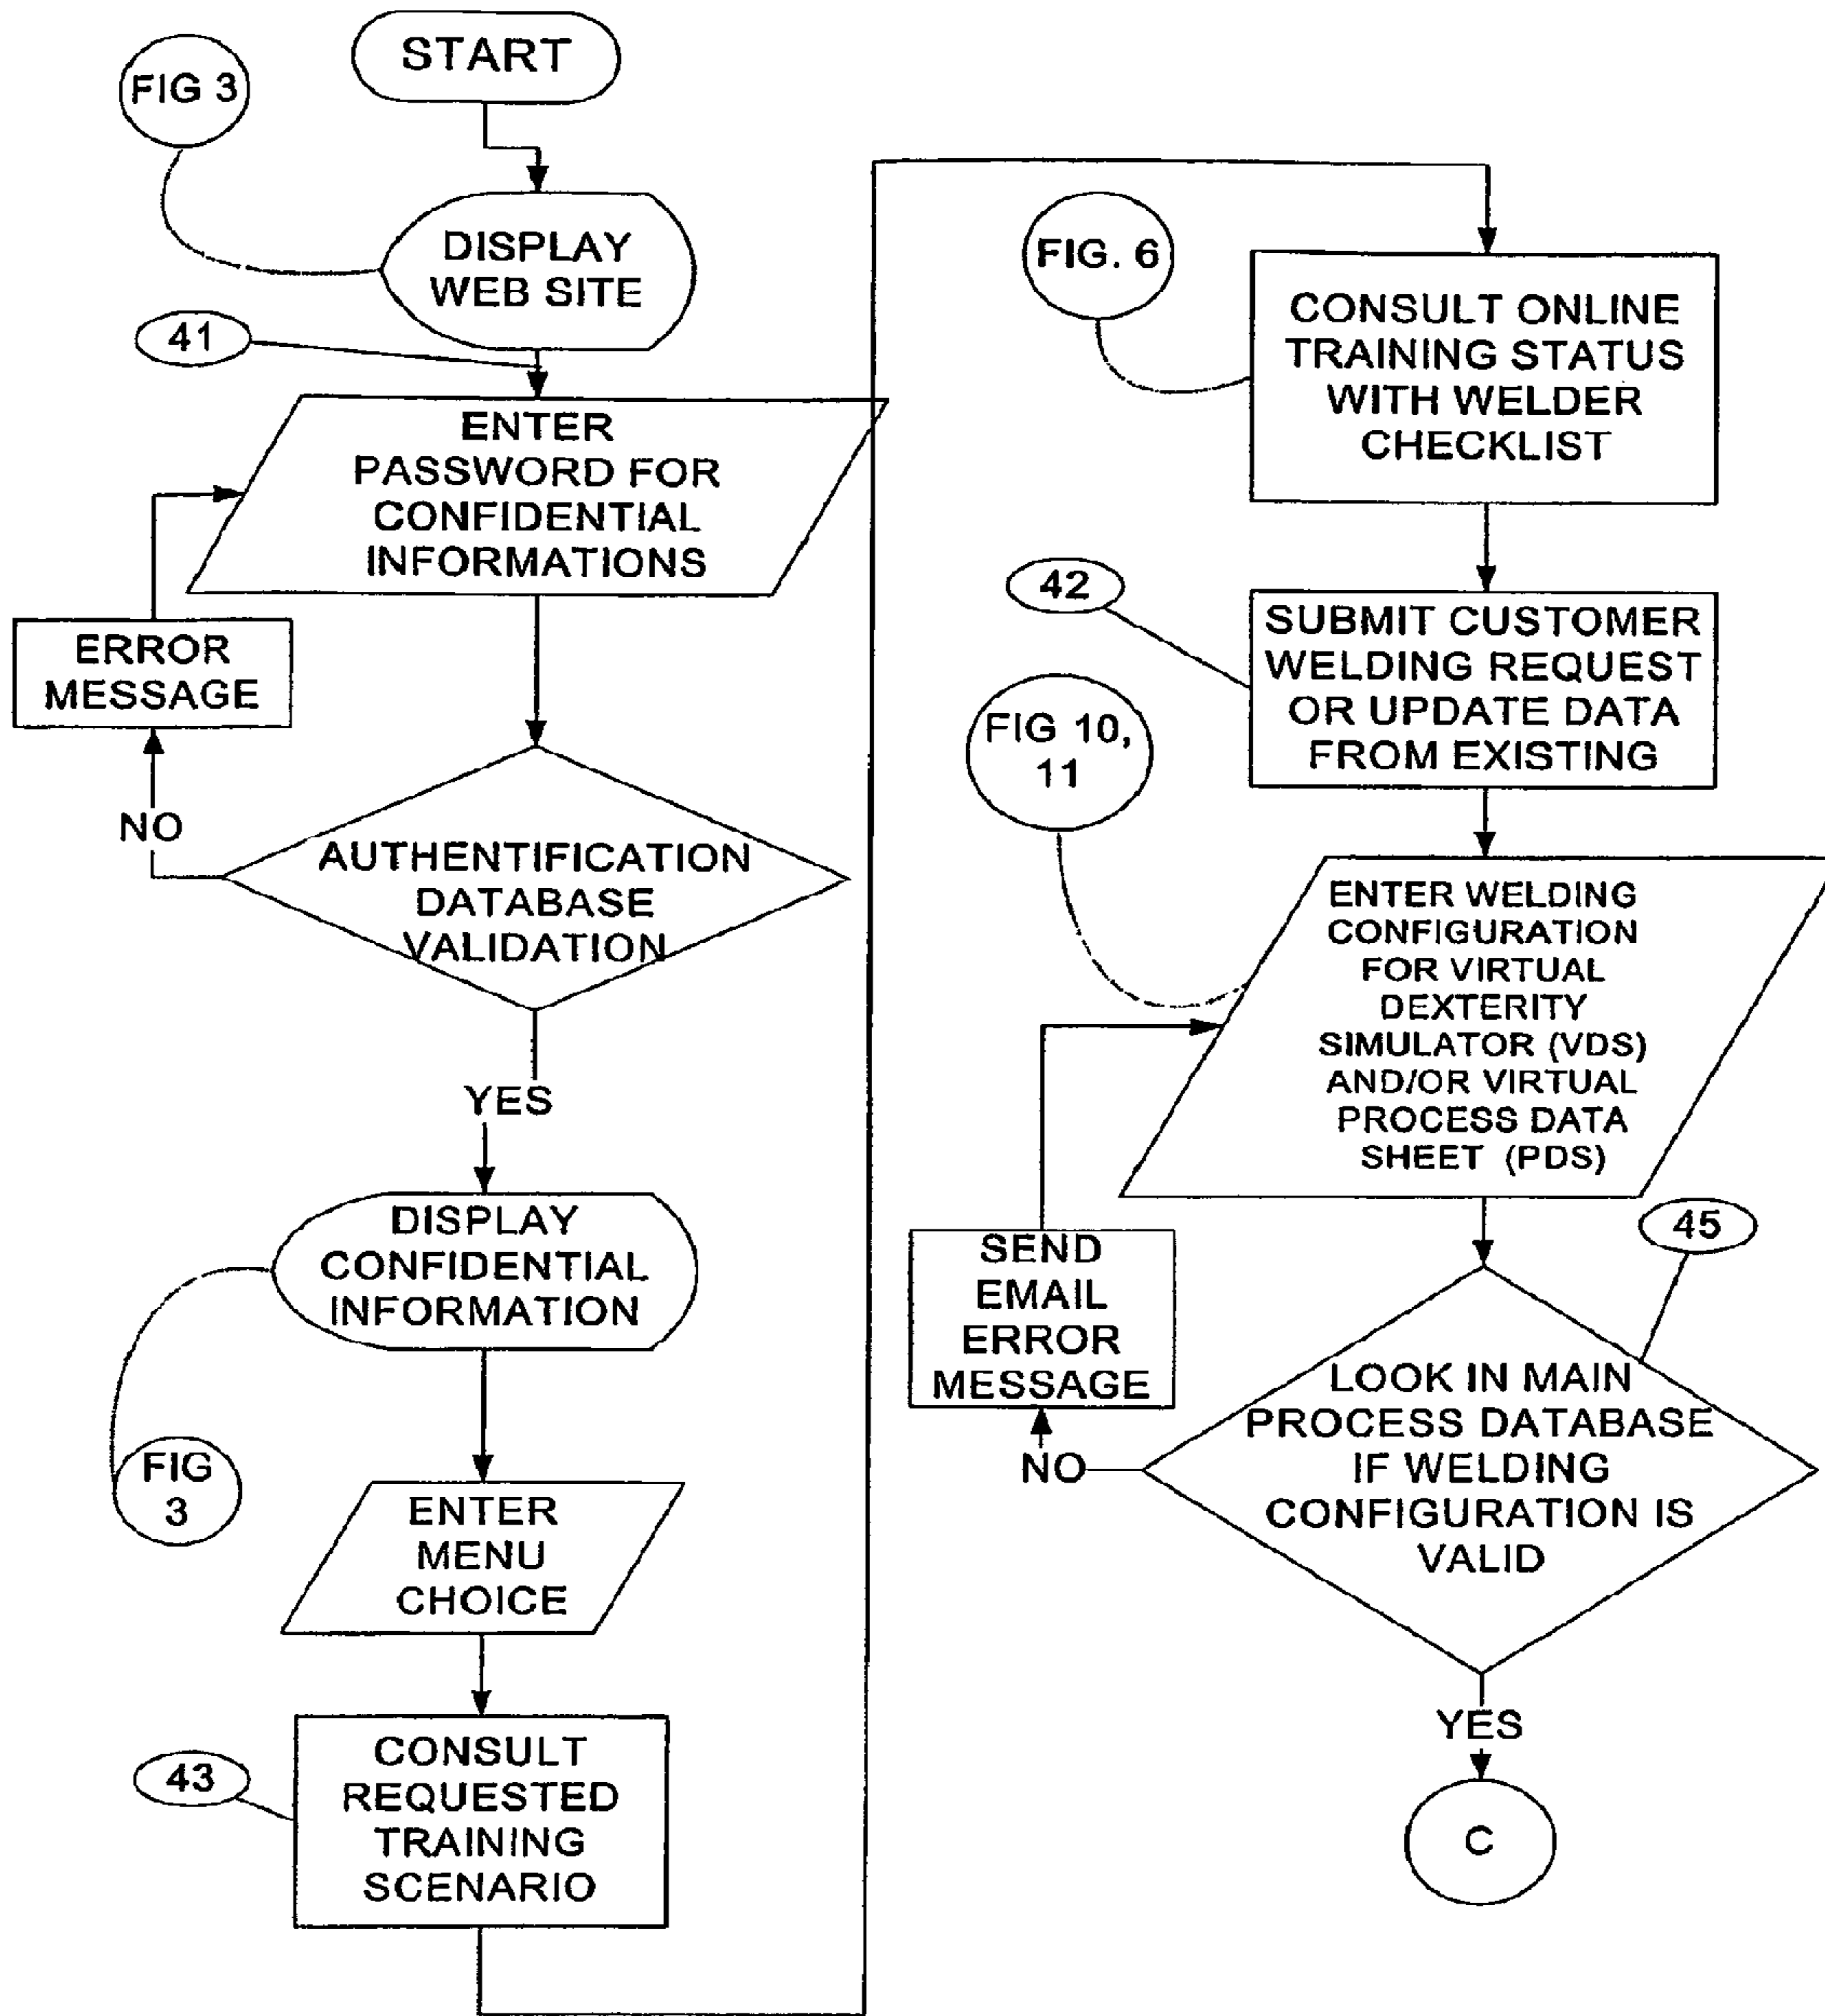 START
FIG 3
DISPLAY
WEB SITE
41
ENTER
PASSWORD FOR
CONFIDENTIAL
INFORMATIONS
ERROR
MESSAGE
NO
AUTHENTIFICATION
DATABASE
VALIDATION
YES
DISPLAY
CONFIDENTIAL
INFORMATION
FIG
3
ENTER
MENU
CHOICE
43
CONSULT
REQUESTED
TRAINING
SCENARIO
FIG. 6
CONSULT ONLINE
TRAINING STATUS
WITH WELDER
CHECKLIST
42
SUBMIT CUSTOMER
WELDING REQUEST
OR UPDATE DATA
FROM EXISTING
FIG 10,
11
ENTER WELDING
CONFIGURATION
FOR VIRTUAL
DEXTERITY
SIMULATOR (VDS)
AND/OR VIRTUAL
PROCESS DATA
SHEET (PDS)
SEND
EMAIL
ERROR
MESSAGE
45
NO
LOOK IN MAIN
PROCESS DATABASE
IF WELDING
CONFIGURATION IS
VALID
YES
C